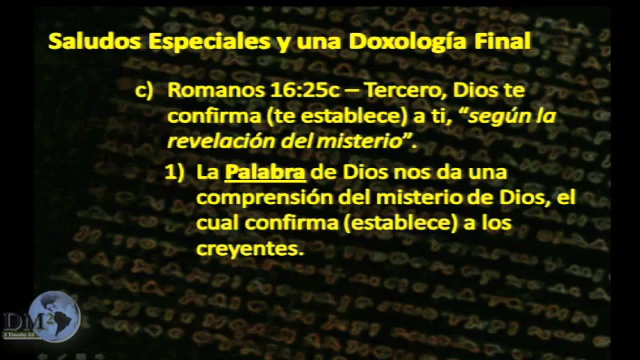 Saludos Especiales y una Doxología Final
c) Romanos 16:25c – Tercero, Dios te
confirma (te establece) a ti, “según la
revelación del misterio”.
1) La Palabra de Dios nos da una
comprensión del misterio de Dios, el
cual confirma (establece) a los
creyentes.
DM2